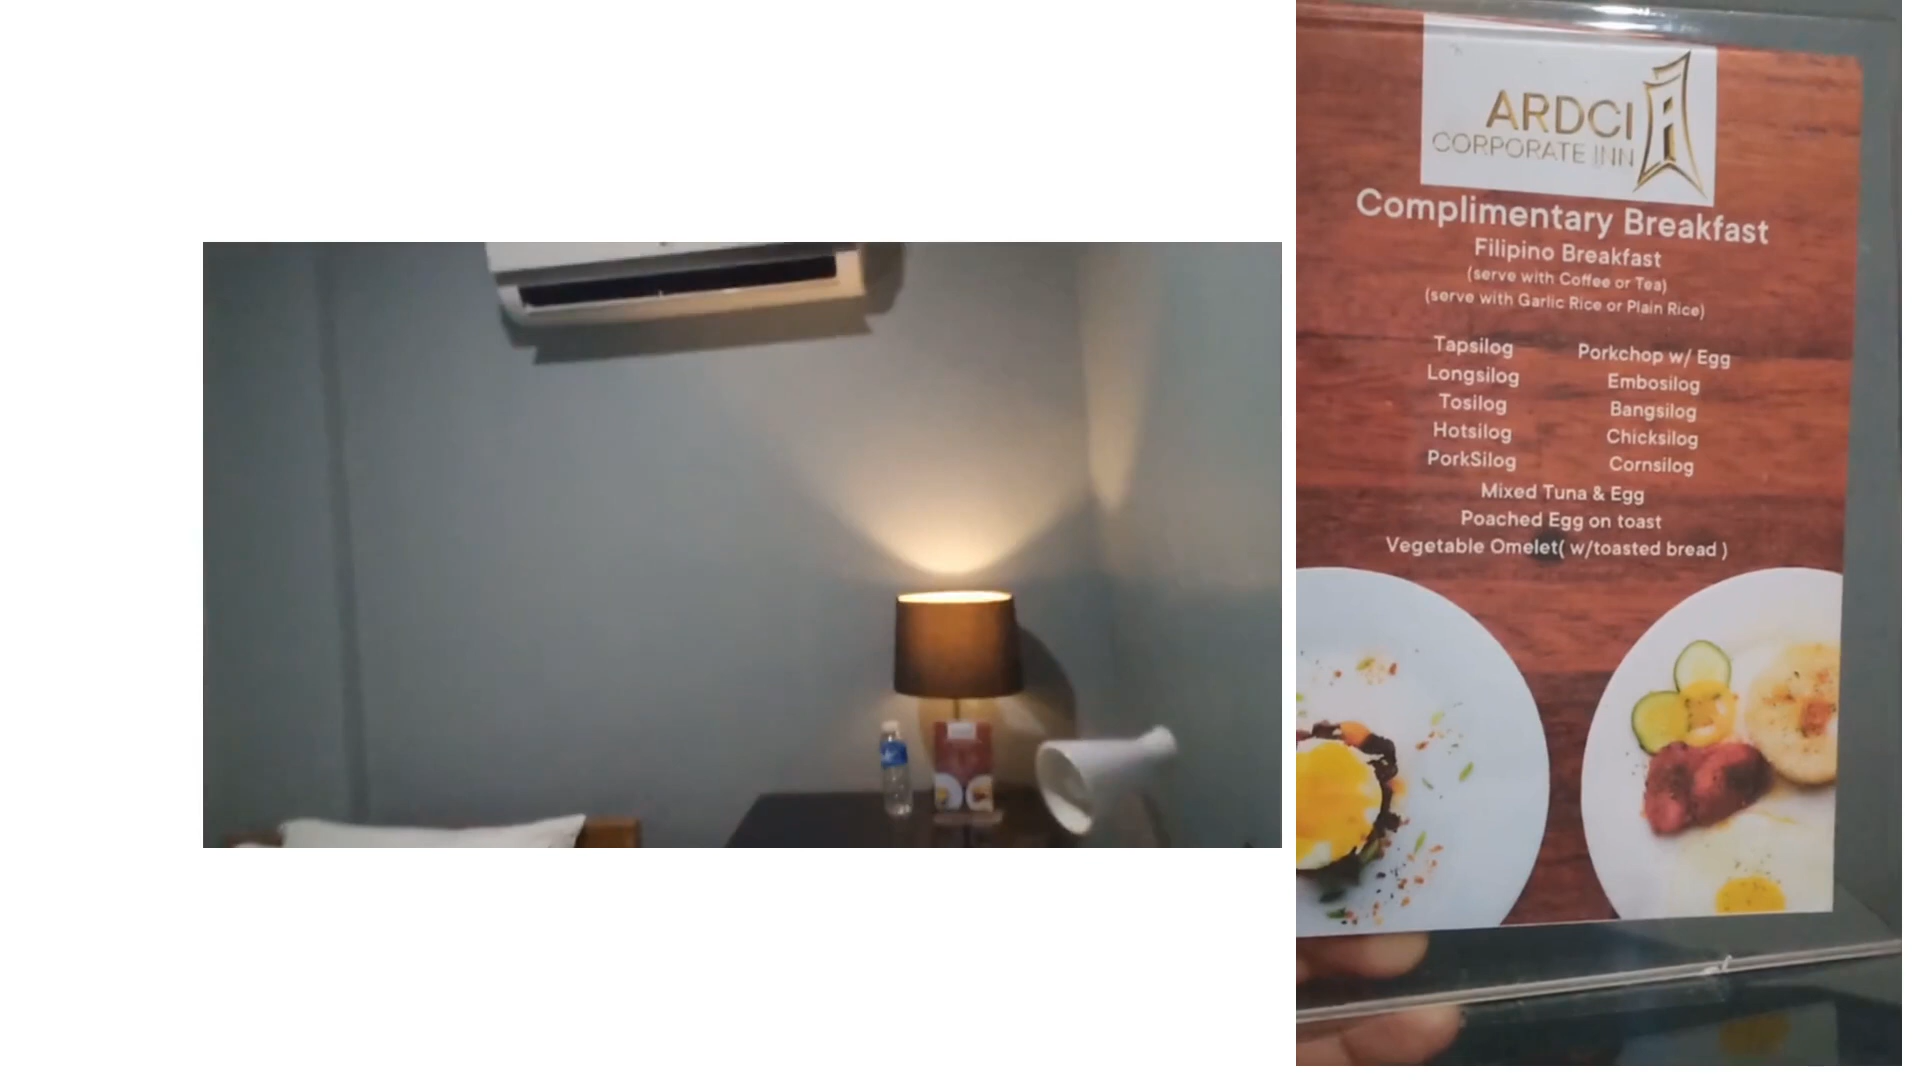 ARDCI
CORPORATE INN
Complimentary Breakfast
Filipino Breakfast
(serve with Coffee or Tea)
(serve with Garlic Rice or Plain Rice)
Tapsilog
Longsilog
Tosilog
Hotsilog
PorkSilog
Porkchop w/ Egg
Embosilog
Bangsilog
Chicksilog
Cornsilog
Mixed Tuna & Egg
Poached Egg on toast
Vegetable Omelet( w/toasted bread )